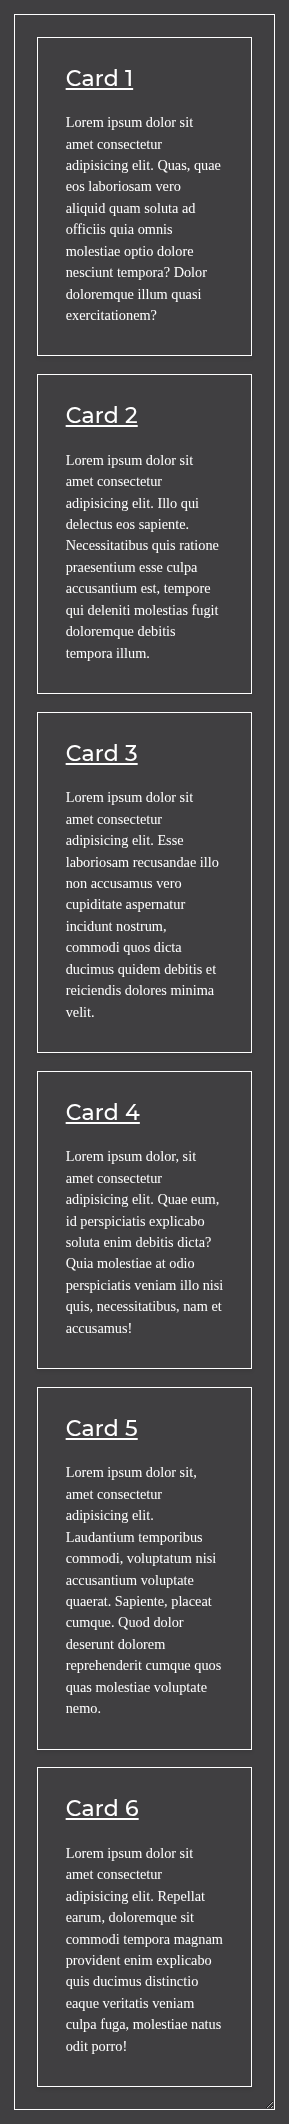 Card 1
Lorem ipsum dolor sit
amet consectetur
adipisicing elit. Quas, quae
eos laboriosam vero
aliquid quam soluta ad
officiis quia omnis
molestiae optio dolore
nesciunt tempora? Dolor
doloremque illum quasi
exercitationem?
Card 2
Lorem ipsum dolor sit
amet consectetur
adipisicing elit. Illo qui
delectus eos sapiente.
Necessitatibus quis ratione
praesentium esse culpa
accusantium est, tempore
qui deleniti molestias fugit
doloremque debitis
tempora illum.
Card 3
Lorem ipsum dolor sit
amet consectetur
adipisicing elit. Esse
laboriosam recusandae illo
non accusamus vero
cupiditate aspernatur
incidunt nostrum,
commodi quos dicta
ducimus quidem debitis et
reiciendis dolores minima
velit.
Card 4
Lorem ipsum dolor, sit
amet consectetur
adipisicing elit. Quae eum,
id perspiciatis explicabo
soluta enim debitis dicta?
Quia molestiae at odio
perspiciatis veniam illo nisi
quis, necessitatibus, nam et
accusamus!
Card 5
Lorem ipsum dolor sit,
amet consectetur
adipisicing elit.
Laudantium temporibus
commodi, voluptatum nisi
accusantium voluptate
quaerat. Sapiente, placeat
cumque. Quod dolor
deserunt dolorem
reprehenderit cumque quos
quas molestiae voluptate
nemo.
Card 6
Lorem ipsum dolor sit
amet consectetur
adipisicing elit. Repellat
earum, doloremque sit
commodi tempora magnam
provident enim explicabo
quis ducimus distinctio
eaque veritatis veniam
culpa fuga, molestiae natus
odit porro!